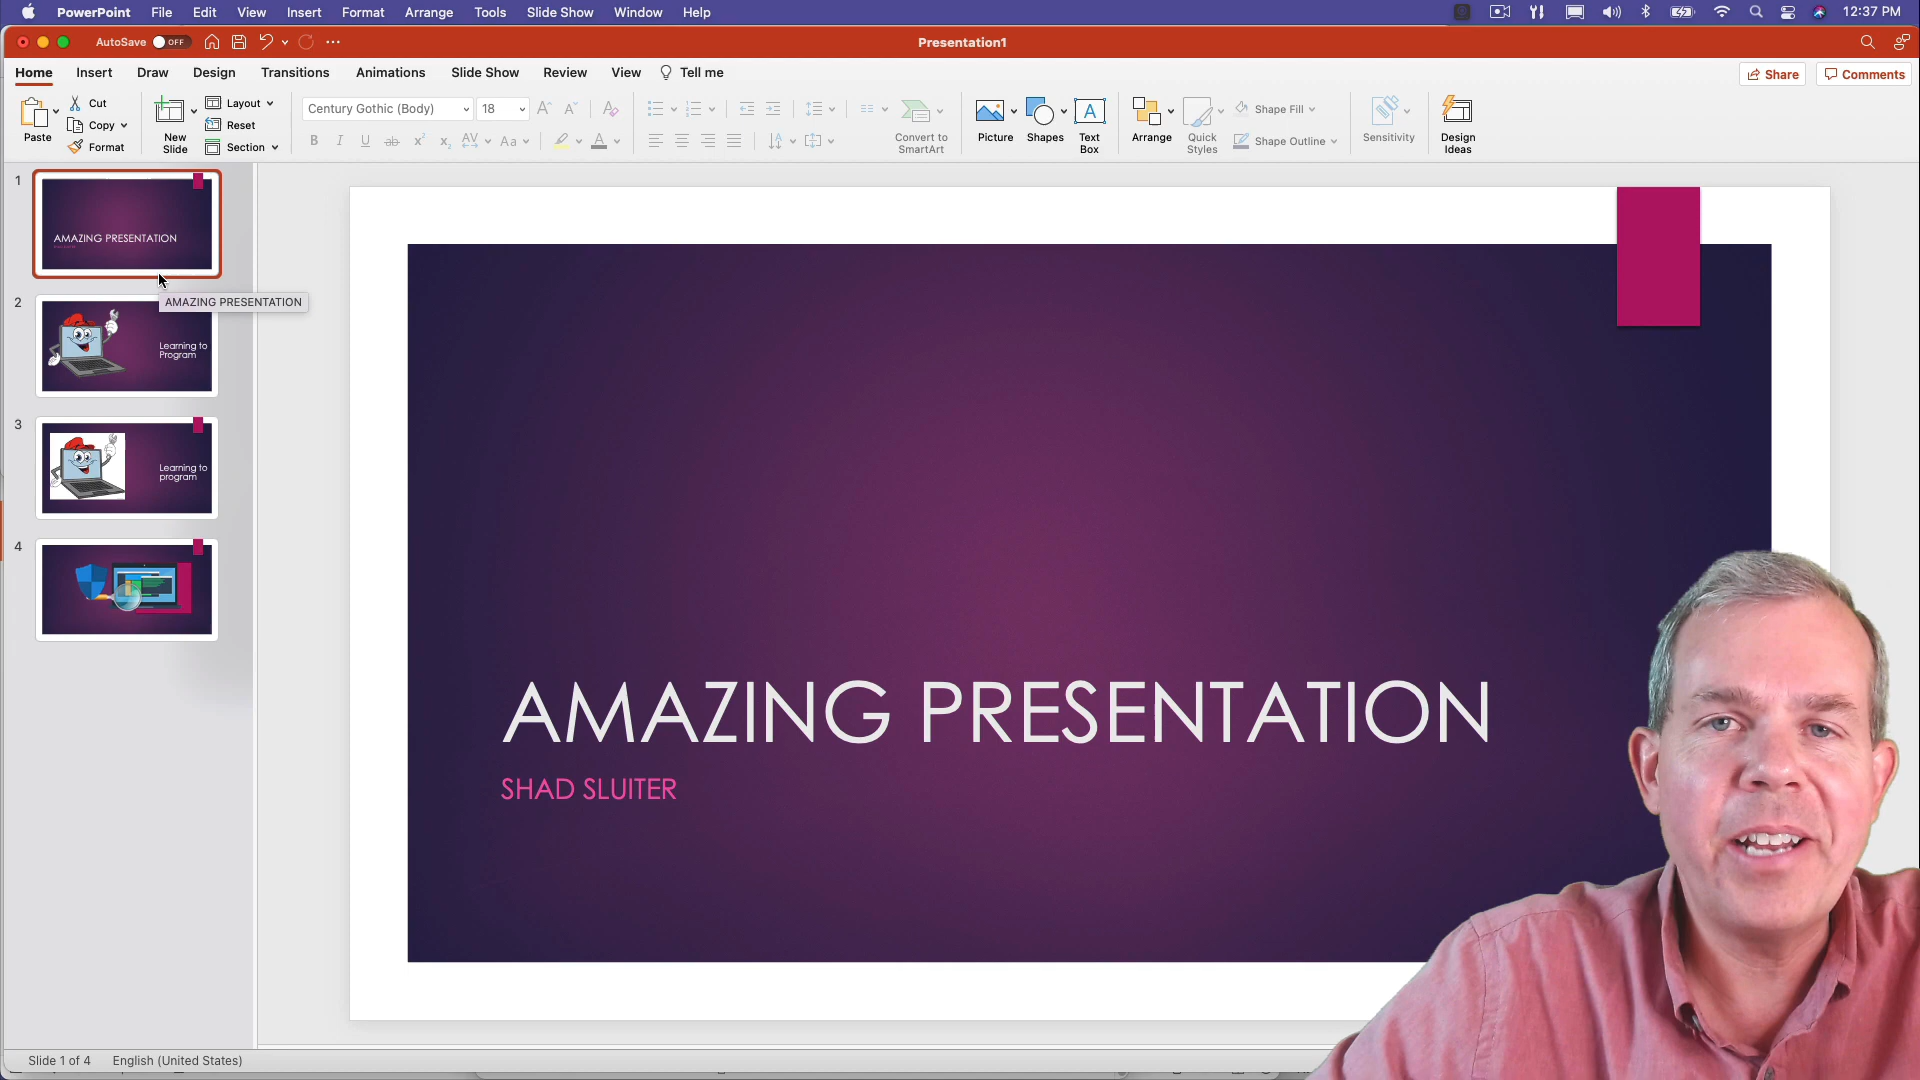 PowerPoint File Edit View Insert Format Arrange Tools Slide Show Window Help 12:37 PM
AutoSave OFF Presentation1
Home Insert Draw Design Transitions Animations Slide Show Review View Tell me Share Comments
Paste Cut Copy Format
New Slide Layout Reset Section
Century Gothic (Body) 18
Convert to SmartArt
Picture Shapes Text Box
Arrange Quick Styles Shape Fill Shape Outline
Sensitivity
Design Ideas
1
AMAZING PRESENTATION
AMAZING PRESENTATION
2
Learning to
Program
3
Learning to
program
4
AMAZING PRESENTATION
SHAD SLUITER
Slide 1 of 4 English (United States)